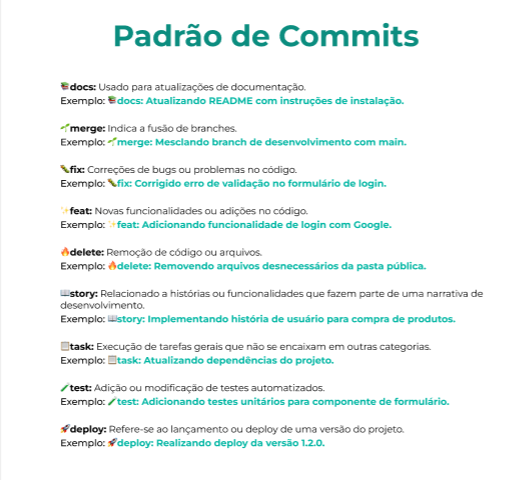 Padrão de Commits
📚docs: Usado para atualizações de documentação.
Exemplo: 📚docs: Atualizando README com instruções de instalação.
🌱merge: Indica a fusão de branches.
Exemplo: 🌱merge: Mesclando branch de desenvolvimento com main.
🐛fix: Correções de bugs ou problemas no código.
Exemplo: 🐛fix: Corrigido erro de validação no formulário de login.
✨feat: Novas funcionalidades ou adições no código.
Exemplo: ✨feat: Adicionando funcionalidade de login com Google.
🔥delete: Remoção de código ou arquivos.
Exemplo: 🔥delete: Removendo arquivos desnecessários da pasta pública.
📖story: Relacionado a histórias ou funcionalidades que fazem parte de uma narrativa de
desenvolvimento.
Exemplo: 📖story: Implementando história de usuário para compra de produtos.
📋task: Execução de tarefas gerais que não se encaixam em outras categorias.
Exemplo: 📋task: Atualizando dependências do projeto.
🧪test: Adição ou modificação de testes automatizados.
Exemplo: 🧪test: Adicionando testes unitários para componente de formulário.
🚀deploy: Refere-se ao lançamento ou deploy de uma versão do projeto.
Exemplo: 🚀deploy: Realizando deploy da versão 1.2.0.